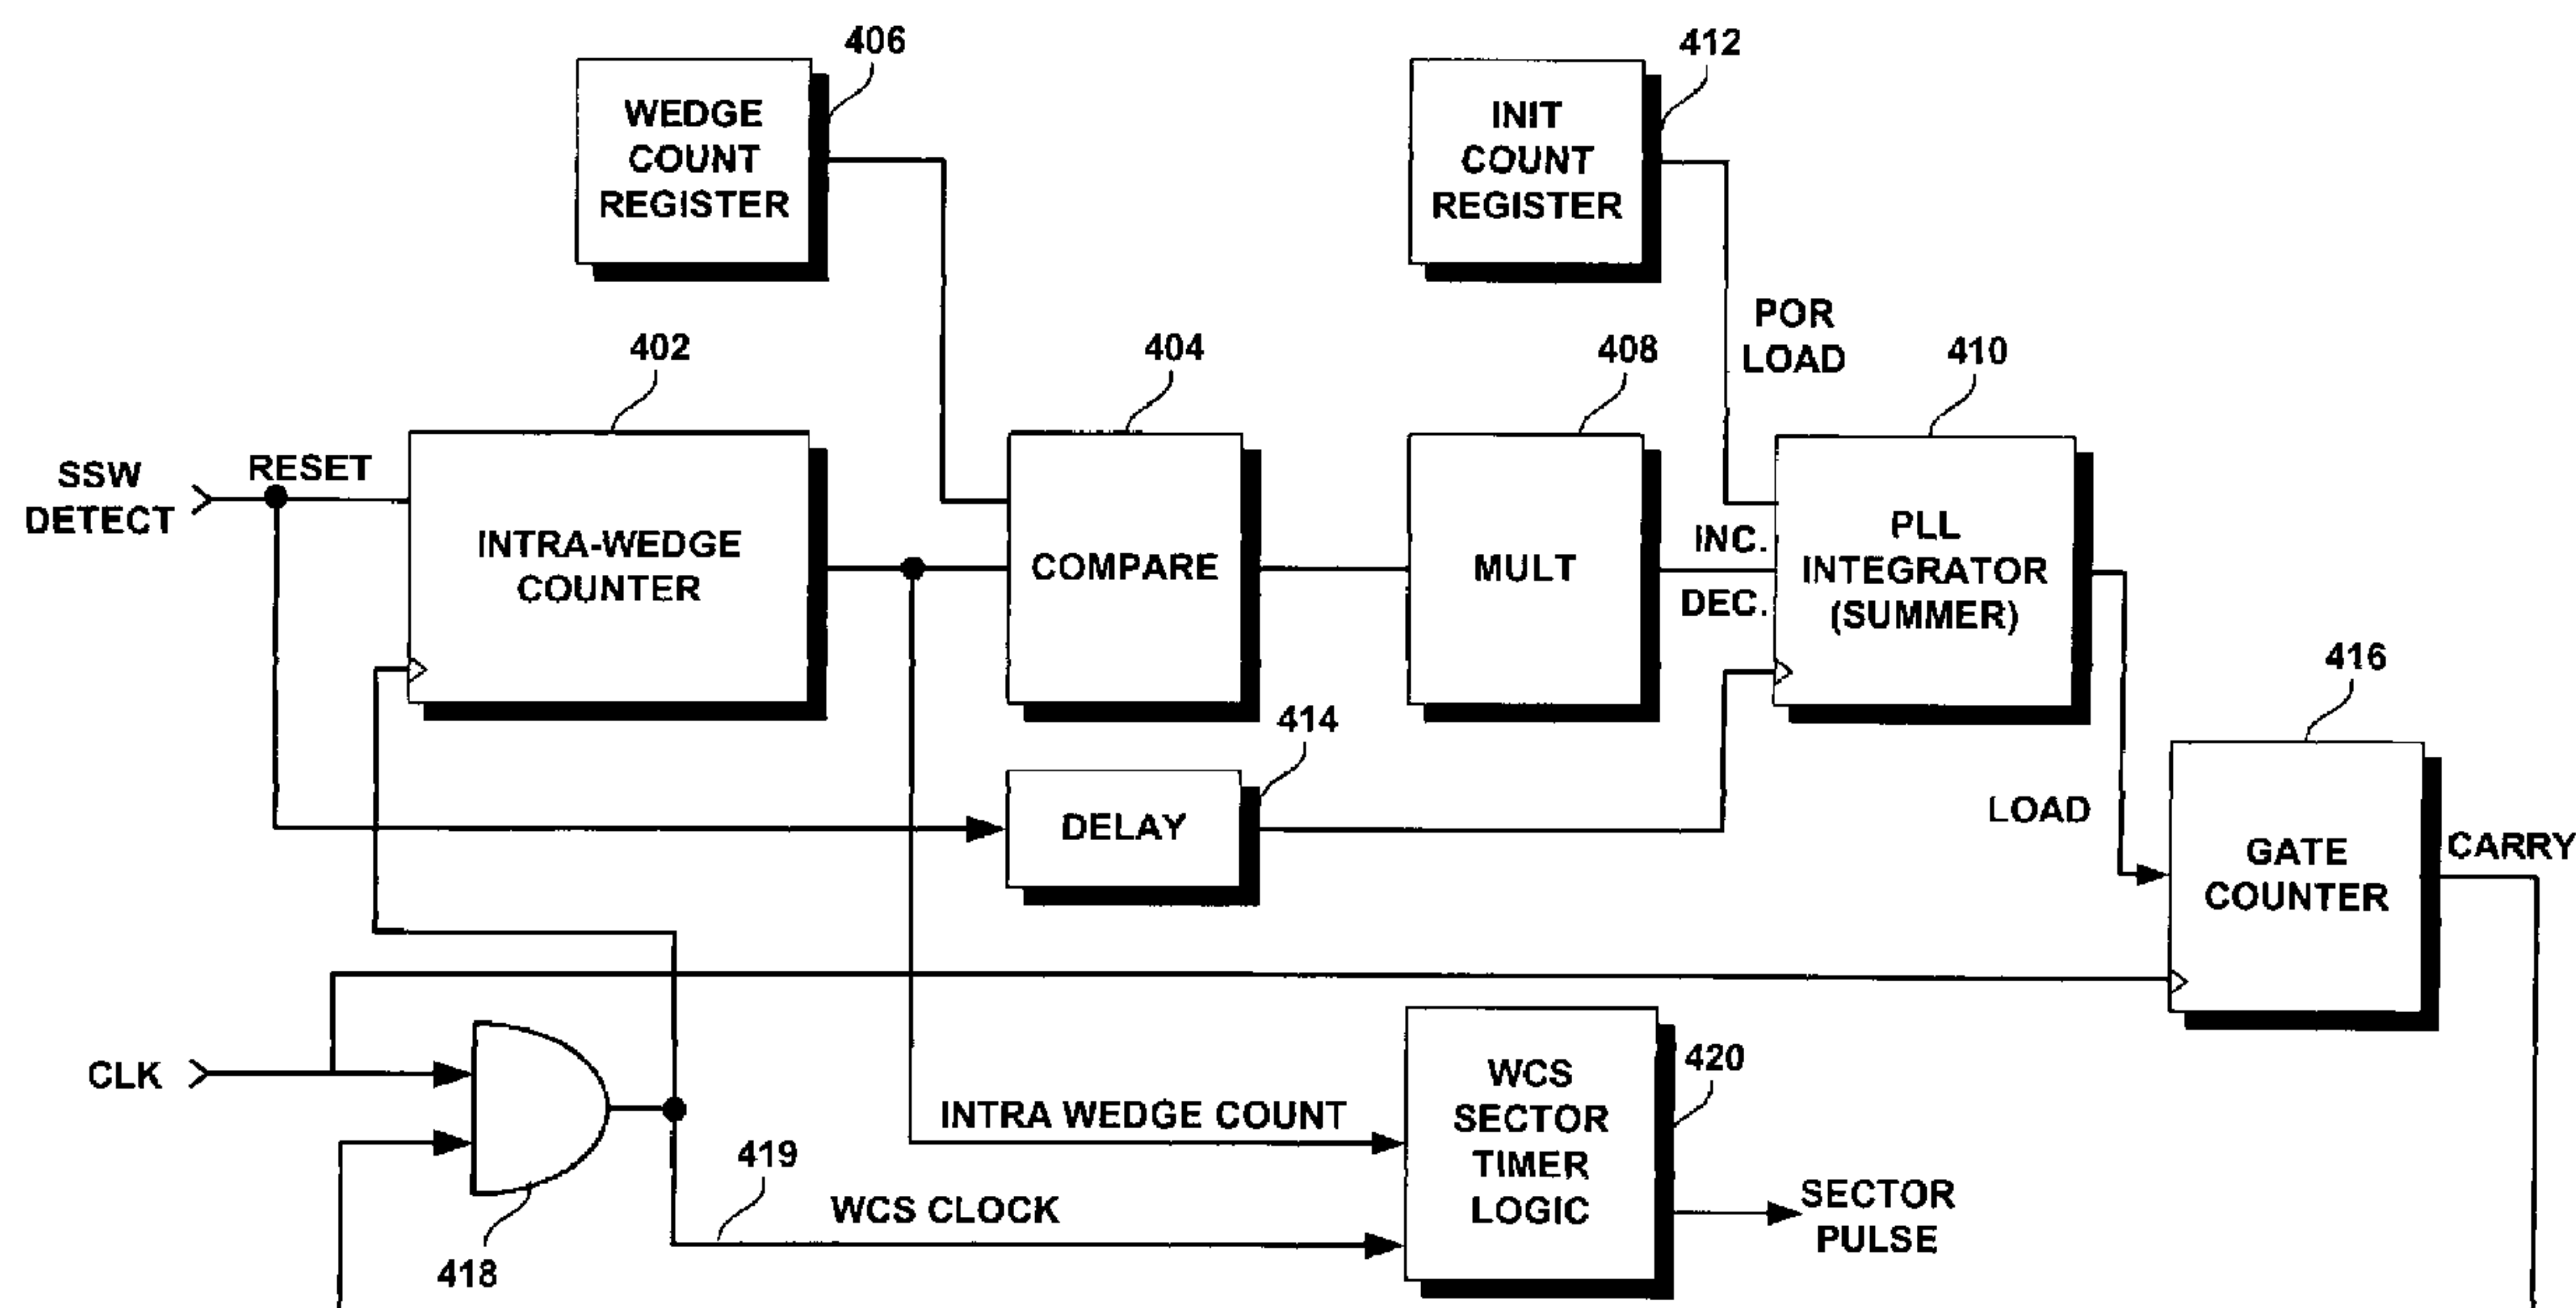 406
WEDGE
COUNT
REGISTER
412
INIT
COUNT
REGISTER
POR
LOAD
402
404
408
410
SSW
DETECT
RESET
INTRA-WEDGE
COUNTER
COMPARE
MULT
INC.
DEC.
PLL
INTEGRATOR
(SUMMER)
416
414
DELAY
LOAD
GATE
COUNTER
CARRY
CLK
418
419
INTRA WEDGE COUNT
WCS CLOCK
WCS
SECTOR
TIMER
LOGIC
420
SECTOR
PULSE